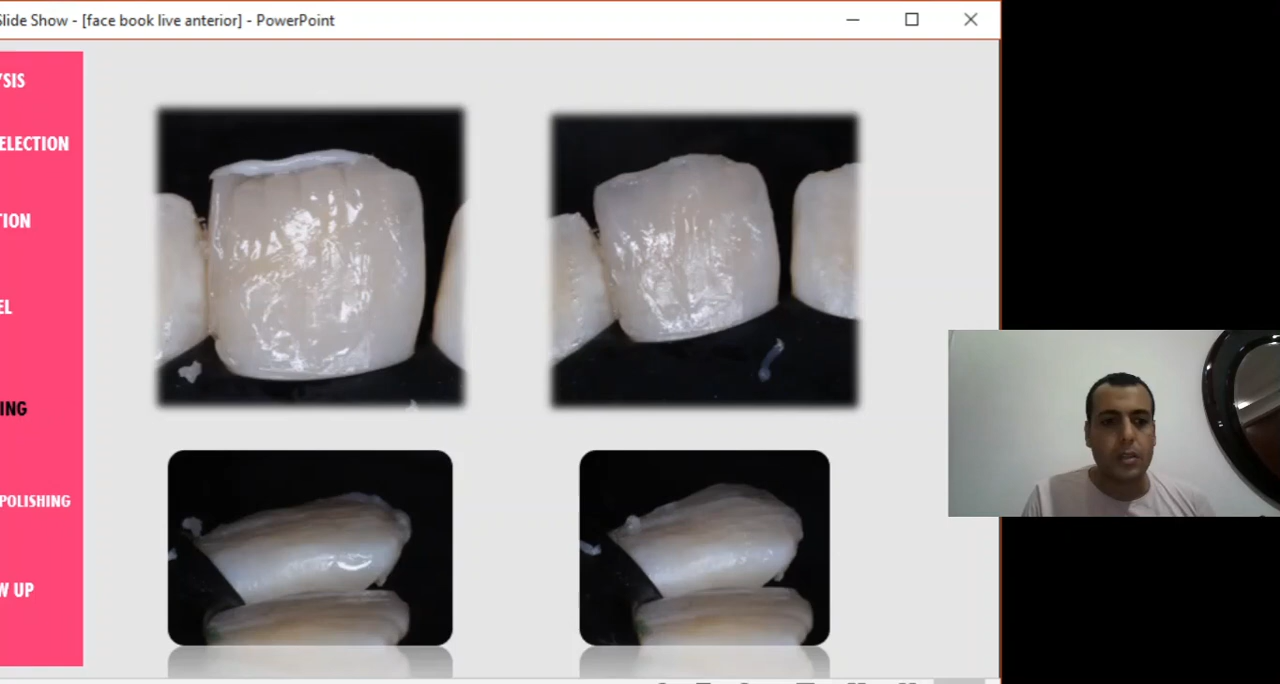 Slide Show - [face book live anterior] - PowerPoint
YSIS
ELECTION
TION
EL
ING
POLISHING
W UP